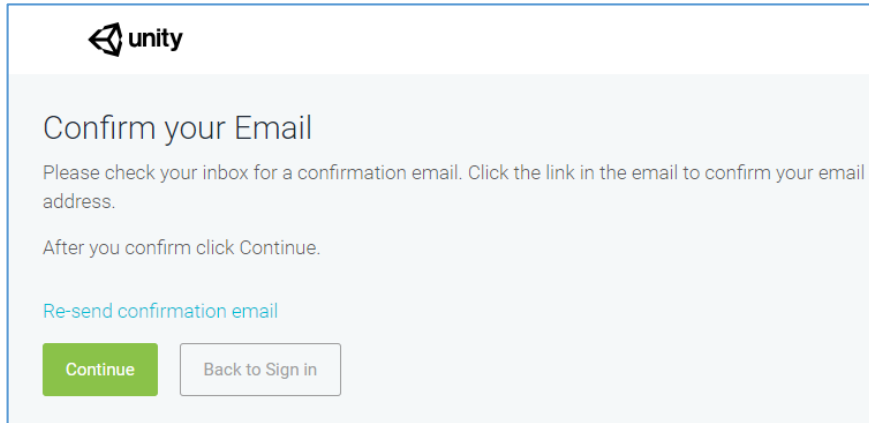 unity
Confirm your Email
Please check your inbox for a confirmation email. Click the link in the email to confirm your email
address.
After you confirm click Continue.
Re-send confirmation email
Continue
Back to Sign in